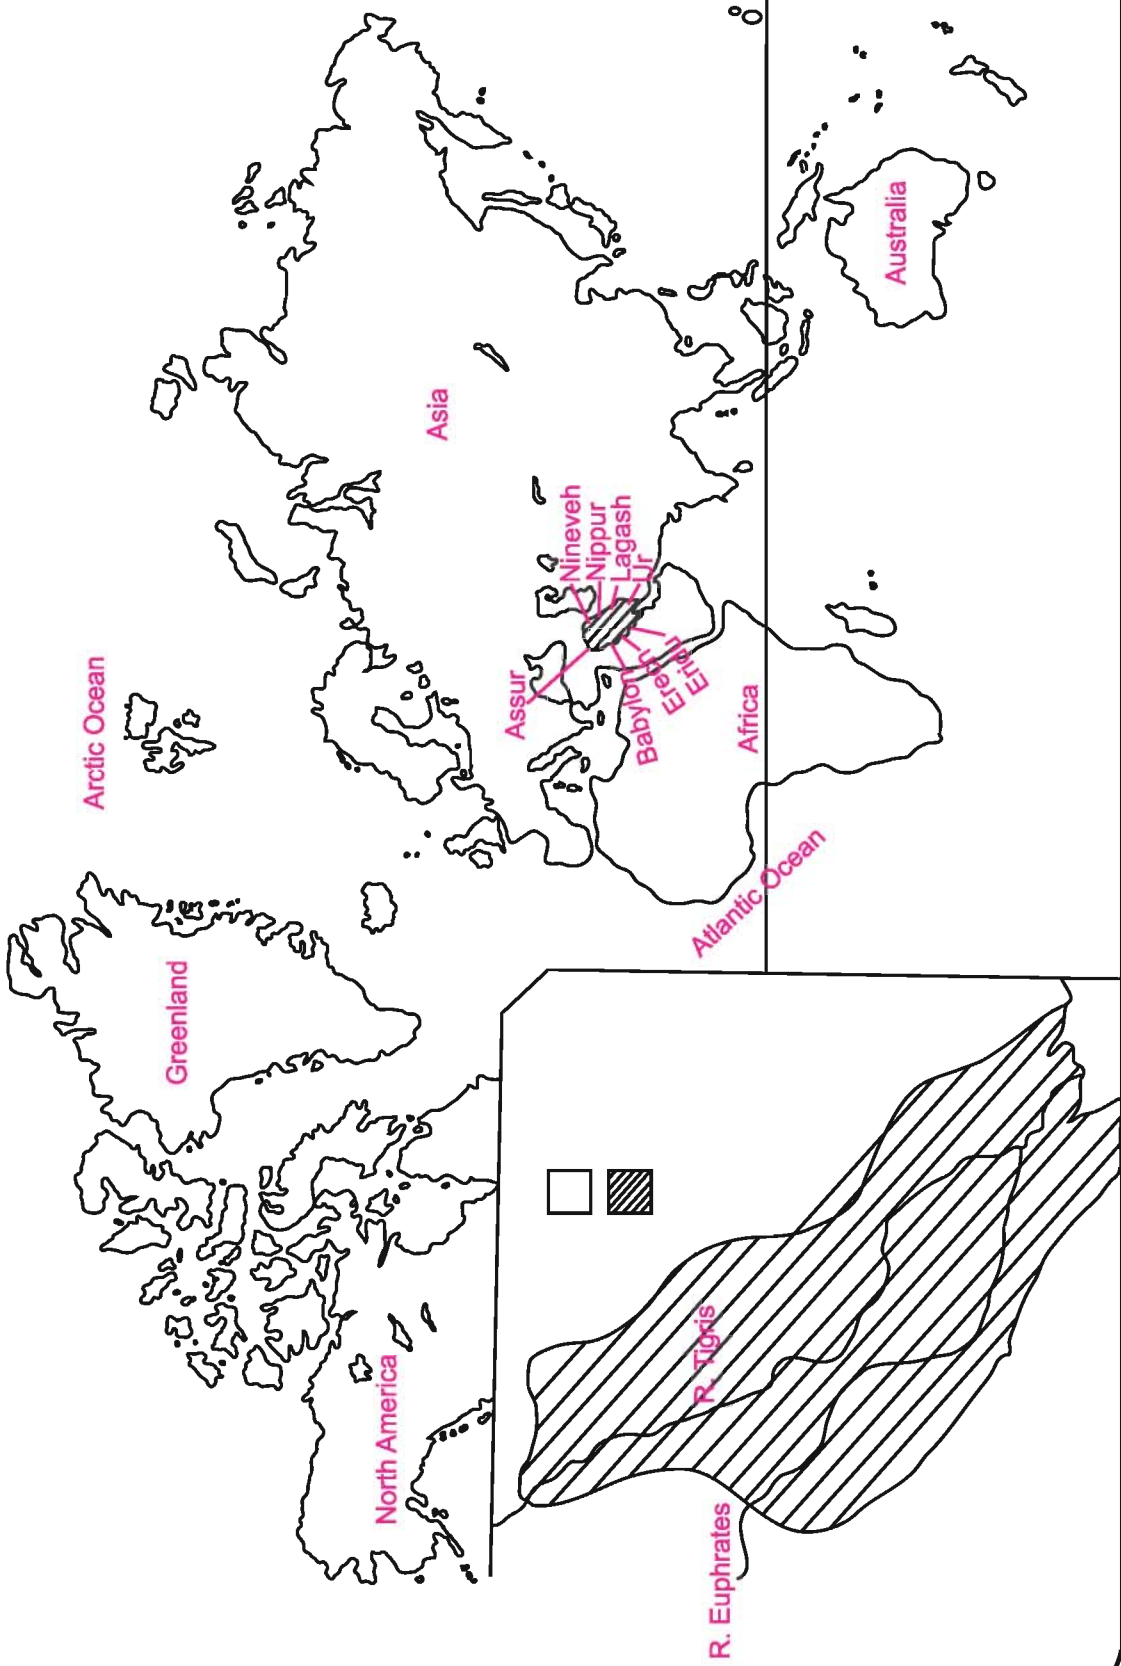 Arctic Ocean
Greenland
North America
Asia
Assur
Nineveh
Nippur
Lagash
Ur
Babylon
Erech
Eridu
Africa
Atlantic Ocean
Australia
R. Tigris
R. Euphrates